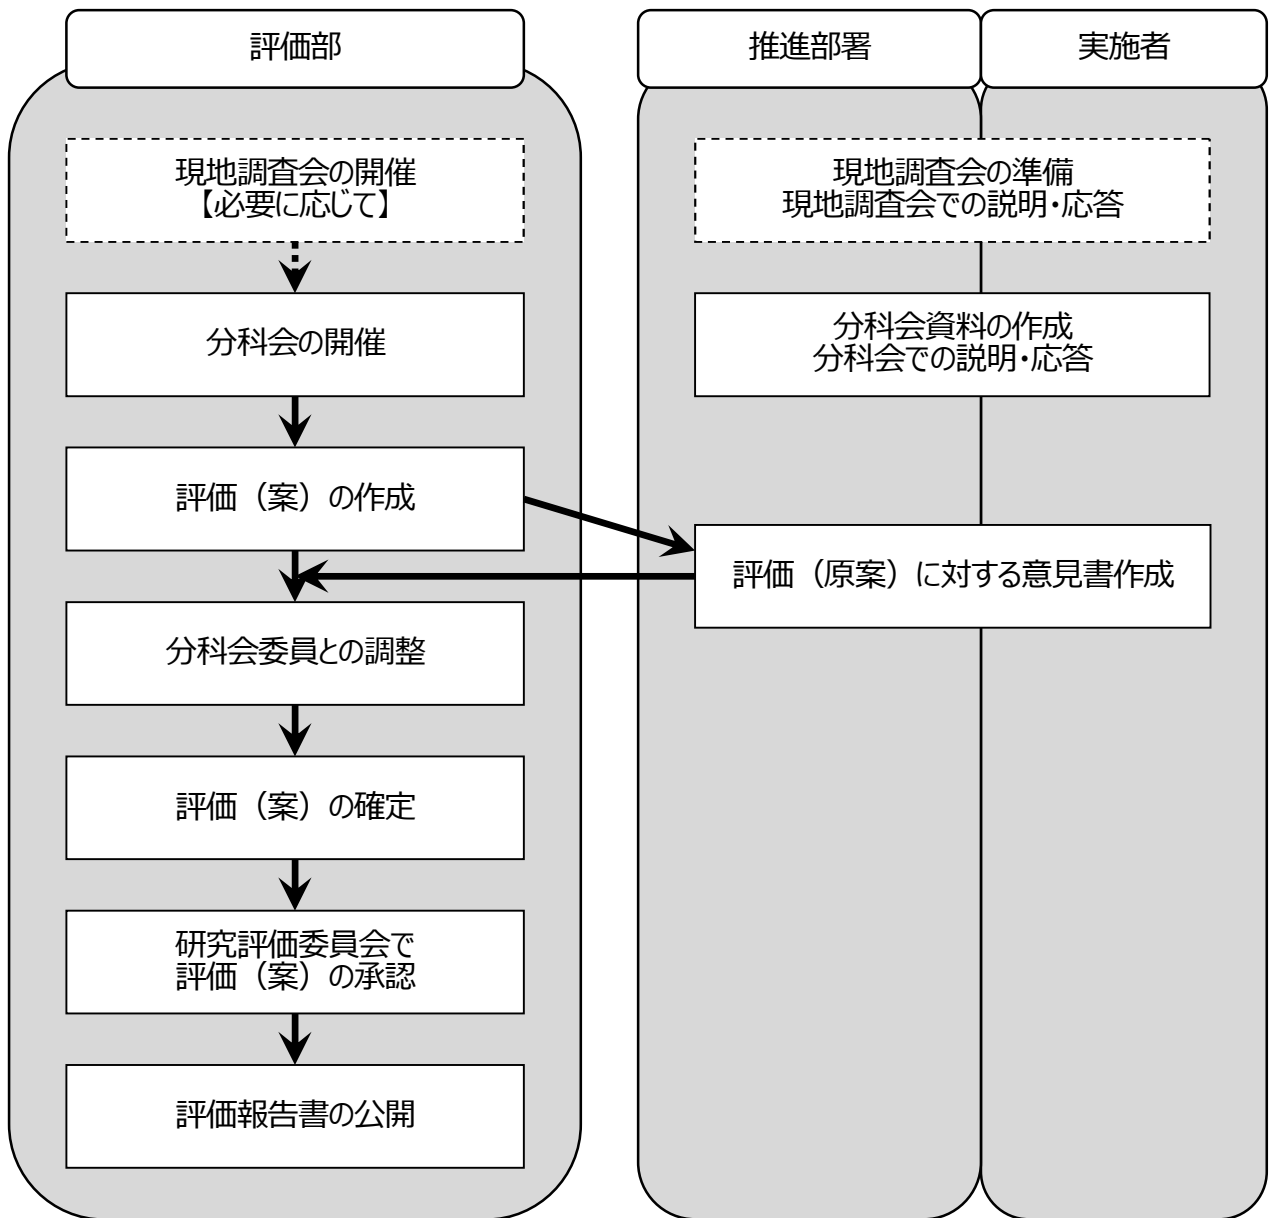 評価部
推進部署
実施者
現地調査会の開催
【必要に応じて】
現地調査会の準備
現地調査会での説明・応答
分科会の開催
分科会資料の作成
分科会での説明・応答
評価（案）の作成
評価（原案）に対する意見書作成
分科会委員との調整
評価（案）の確定
研究評価委員会で
評価（案）の承認
評価報告書の公開